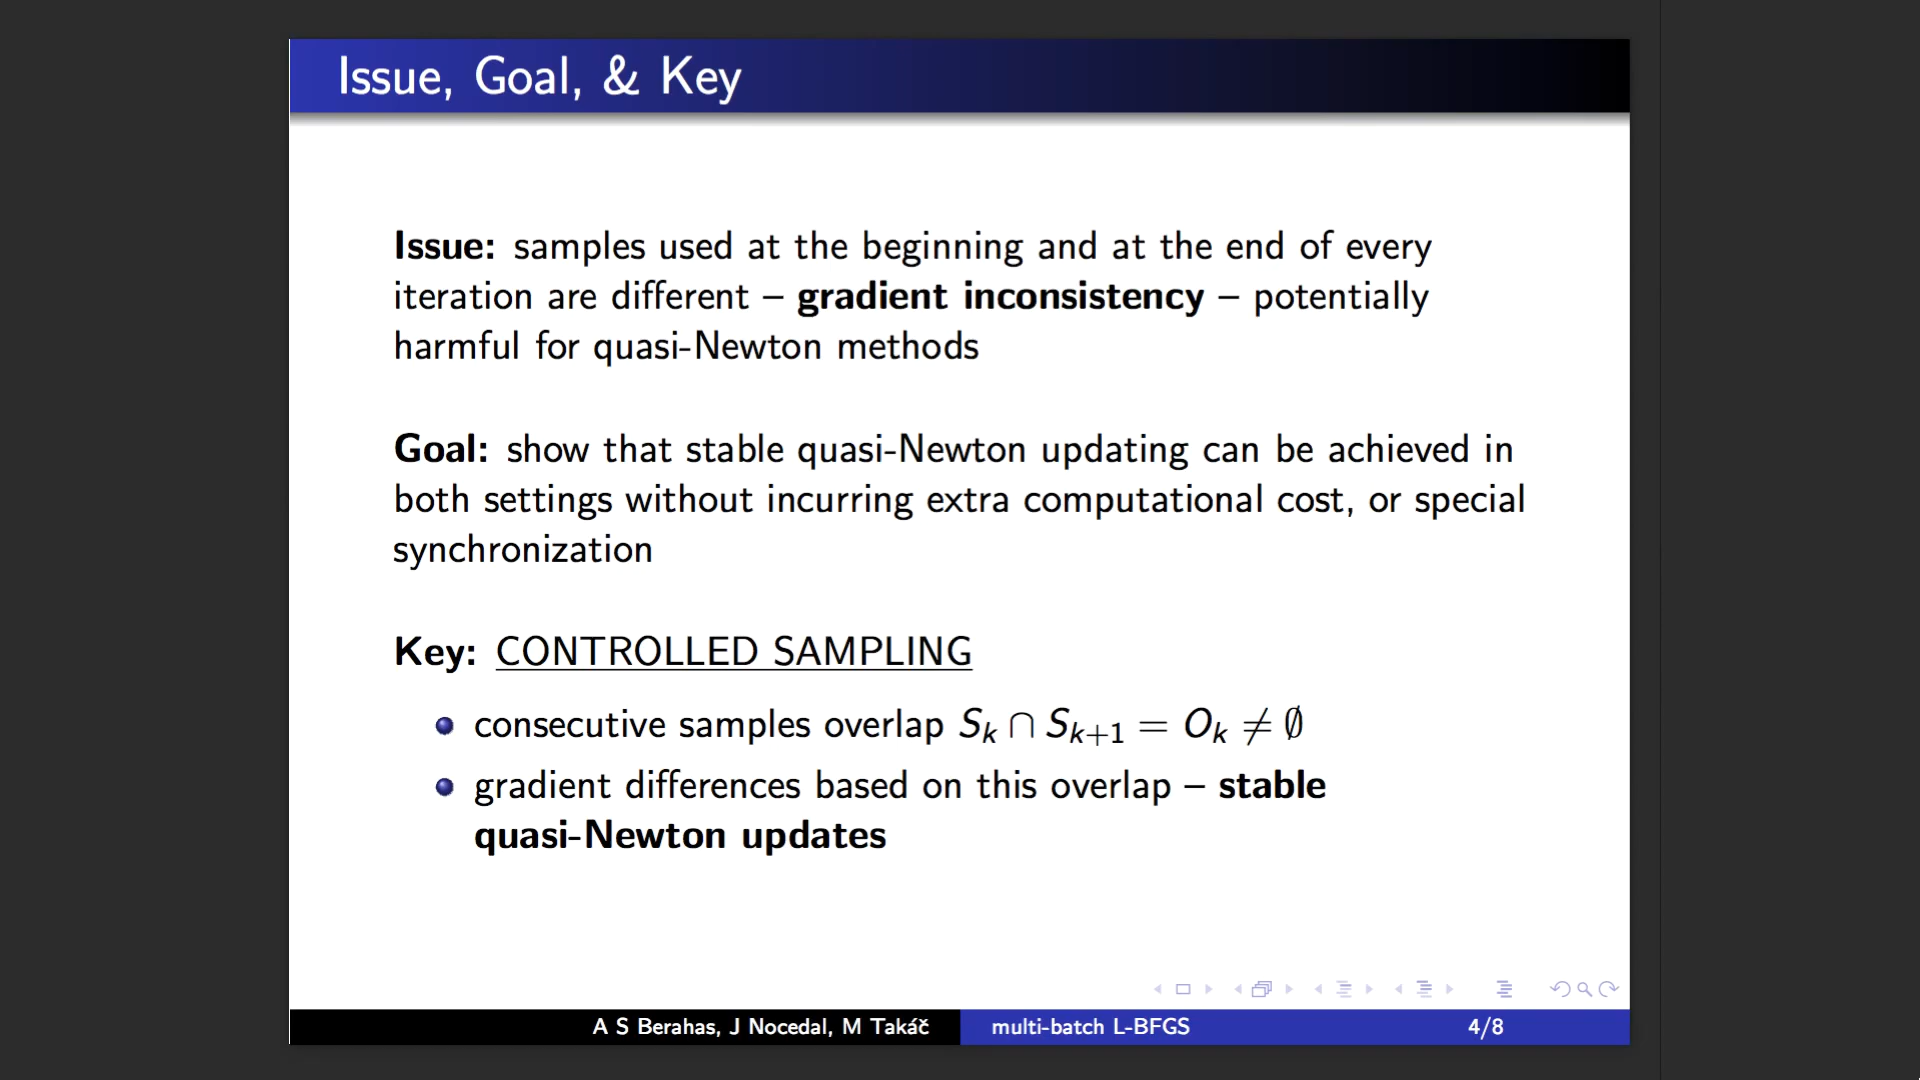 Issue, Goal, & Key
Issue: samples used at the beginning and at the end of every
iteration are different – gradient inconsistency – potentially
harmful for quasi-Newton methods
Goal: show that stable quasi-Newton updating can be achieved in
both settings without incurring extra computational cost, or special
synchronization
Key: CONTROLLED SAMPLING
consecutive samples overlap Sₖ ∩ Sₖ₊₁ = Oₖ ≠ ∅
gradient differences based on this overlap – stable
quasi-Newton updates
A S Berahas, J Nocedal, M Takáč
multi-batch L-BFGS
4/8